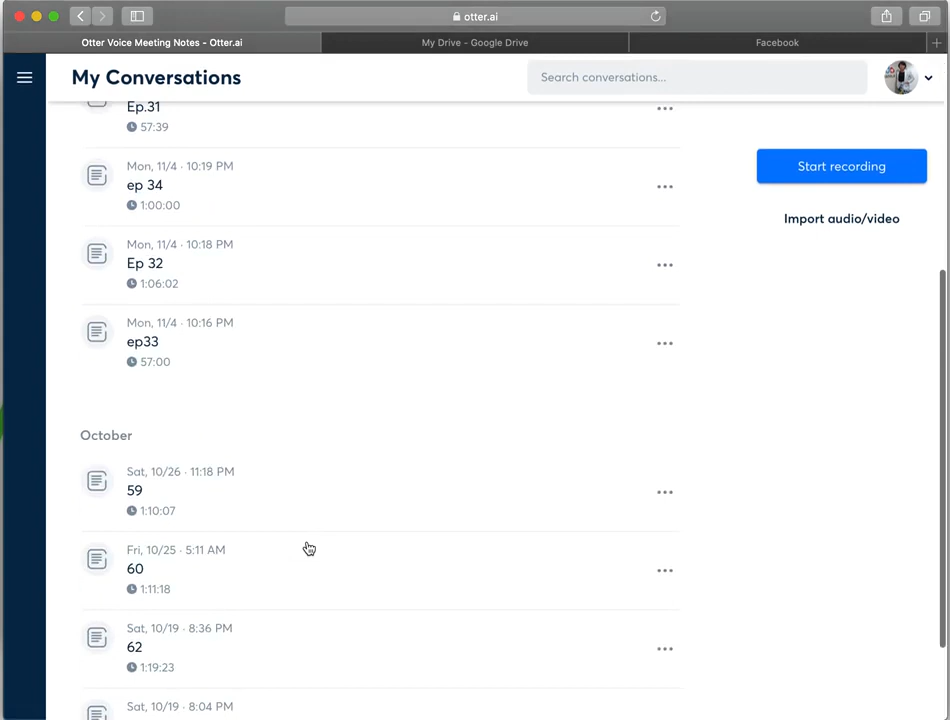 otter.ai
Otter Voice Meeting Notes - Otter.ai
My Drive - Google Drive
Facebook
My Conversations
Search conversations...
Ep.31
57:39
Mon, 11/4 · 10:19 PM
ep 34
1:00:00
Mon, 11/4 · 10:18 PM
Ep 32
1:06:02
Mon, 11/4 · 10:16 PM
ep33
57:00
Start recording
Import audio/video
October
Sat, 10/26 · 11:18 PM
59
1:10:07
Fri, 10/25 · 5:11 AM
60
1:11:18
Sat, 10/19 · 8:36 PM
62
1:19:23
Sat, 10/19 · 8:04 PM